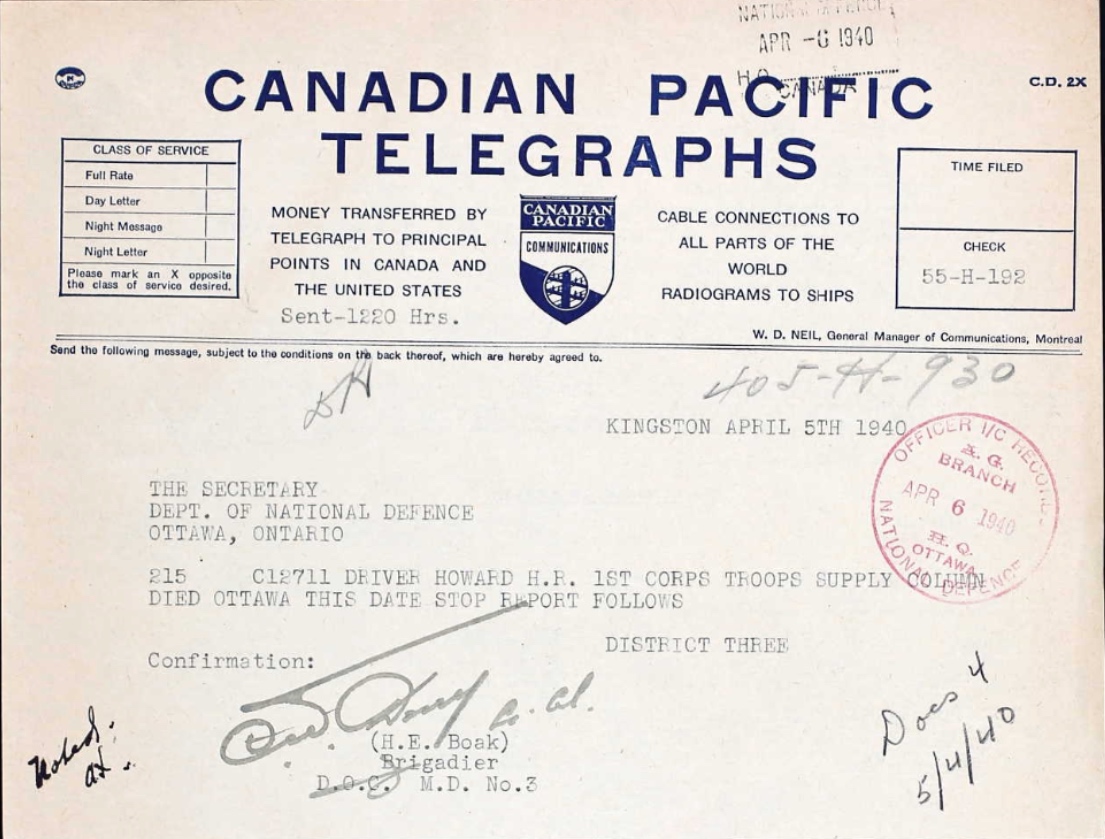 NATIONAL DEFENCE
APR -6 1940
H.Q.
CANADA
C.D. 2X
CANADIAN PACIFIC
TELEGRAPHS
CLASS OF SERVICE
Full Rate
Day Letter
Night Message
Night Letter
Please mark an X opposite
the class of service desired.
MONEY TRANSFERRED BY
TELEGRAPH TO PRINCIPAL
POINTS IN CANADA AND
THE UNITED STATES
Sent-1220 Hrs.
CANADIAN
PACIFIC
COMMUNICATIONS
CABLE CONNECTIONS TO
ALL PARTS OF THE
WORLD
RADIOGRAMS TO SHIPS
TIME FILED
CHECK
55-H-192
W. D. NEIL, General Manager of Communications, Montreal
Send the following message, subject to the conditions on the back thereof, which are hereby agreed to.
405-H-930
KINGSTON APRIL 5TH 1940
OFFICER I/C RECORDS
A. G.
BRANCH
APR 6 1940
H. Q.
OTTAWA
NATIONAL DEFENCE
THE SECRETARY
DEPT. OF NATIONAL DEFENCE
OTTAWA, ONTARIO
215 C12711 DRIVER HOWARD H.R. 1ST CORPS TROOPS SUPPLY COLUMN
DIED OTTAWA THIS DATE STOP REPORT FOLLOWS
DISTRICT THREE
Confirmation:
(H.E. Boak)
Brigadier
D.O.C. M.D. No.3
Noted.
Docs 4
5/4/40